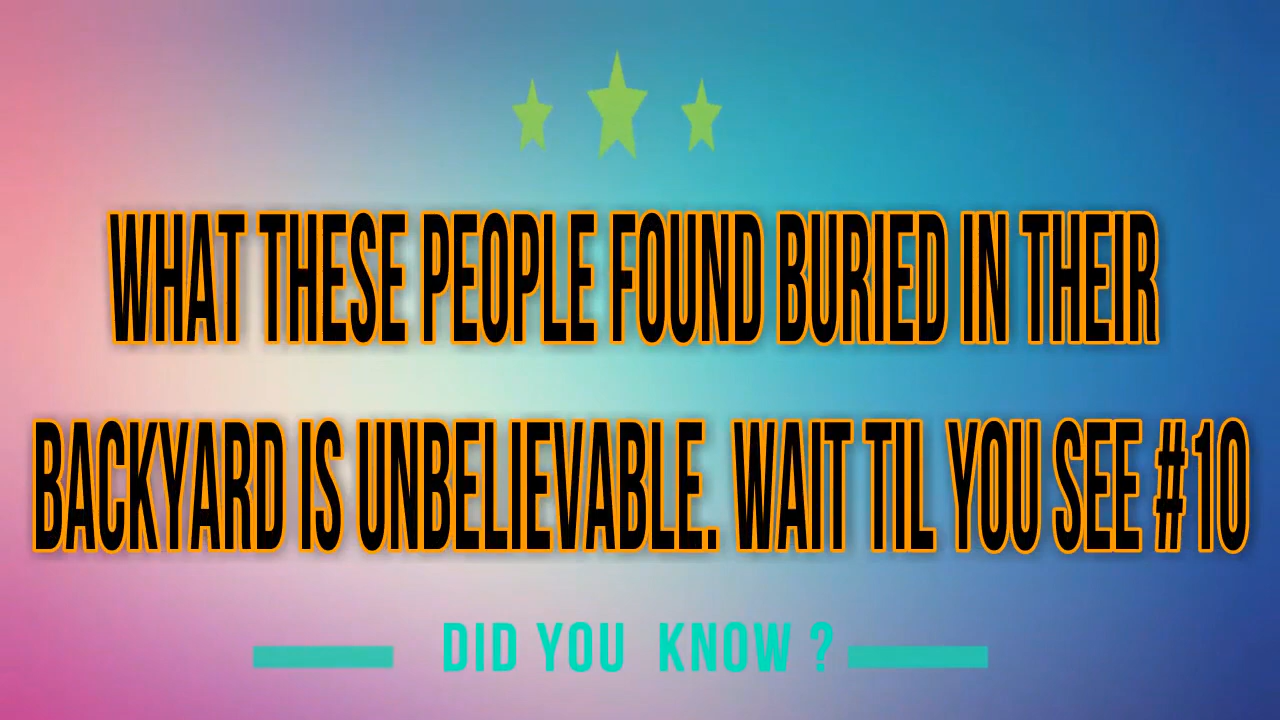 WHAT THESE PEOPLE FOUND BURIED IN THEIR
BACKYARD IS UNBELIEVABLE. WAIT TIL YOU SEE #10
DID YOU KNOW ?